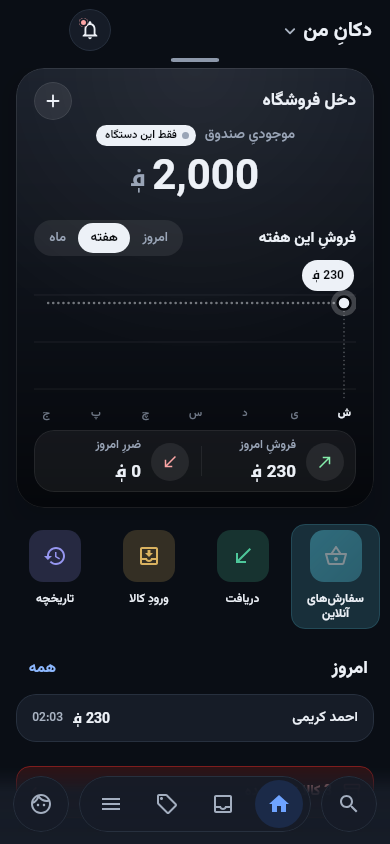 دکانِ من
دخل فروشگاه
موجودیِ صندوق
فقط این دستگاه
2,000 ؋
فروشِ این هفته
امروز
هفته
ماه
230 ؋
ش
ی
د
س
چ
پ
ج
فروشِ امروز
230 ؋
ضررِ امروز
0 ؋
سفارش‌های آنلاین
دریافت
ورودِ کالا
تاریخچه
امروز
همه
احمد کریمی
230 ؋
02:03